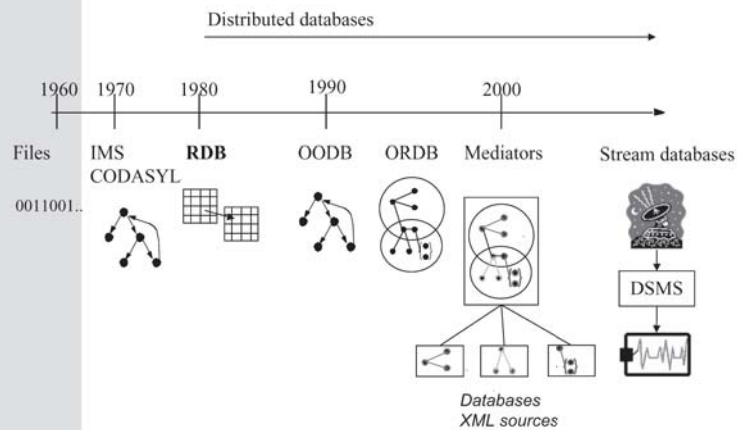 Distributed databases
1960 1970 1980 1990 2000
Files IMS RDB OODB ORDB Mediators Stream databases
CODASYL
0011001..
DSMS
Databases
XML sources